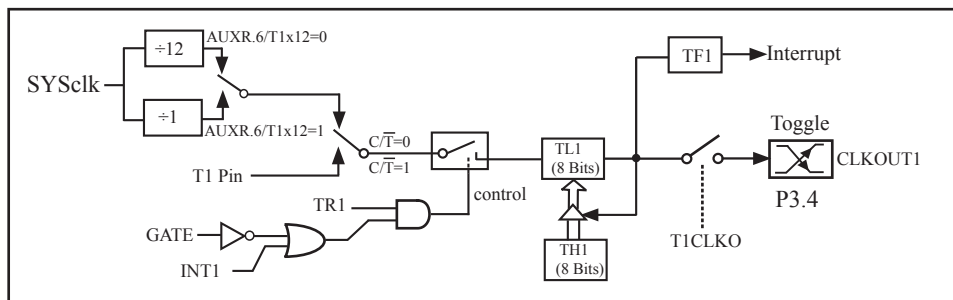 AUXR.6/T1x12=0
÷12
SYSclk
÷1
AUXR.6/T1x12=1
T1 Pin
C/T̅=0
C/T̅=1
TR1
GATE
INT1
control
TL1
(8 Bits)
TH1
(8 Bits)
TF1
Interrupt
Toggle
CLKOUT1
P3.4
T1CLKO